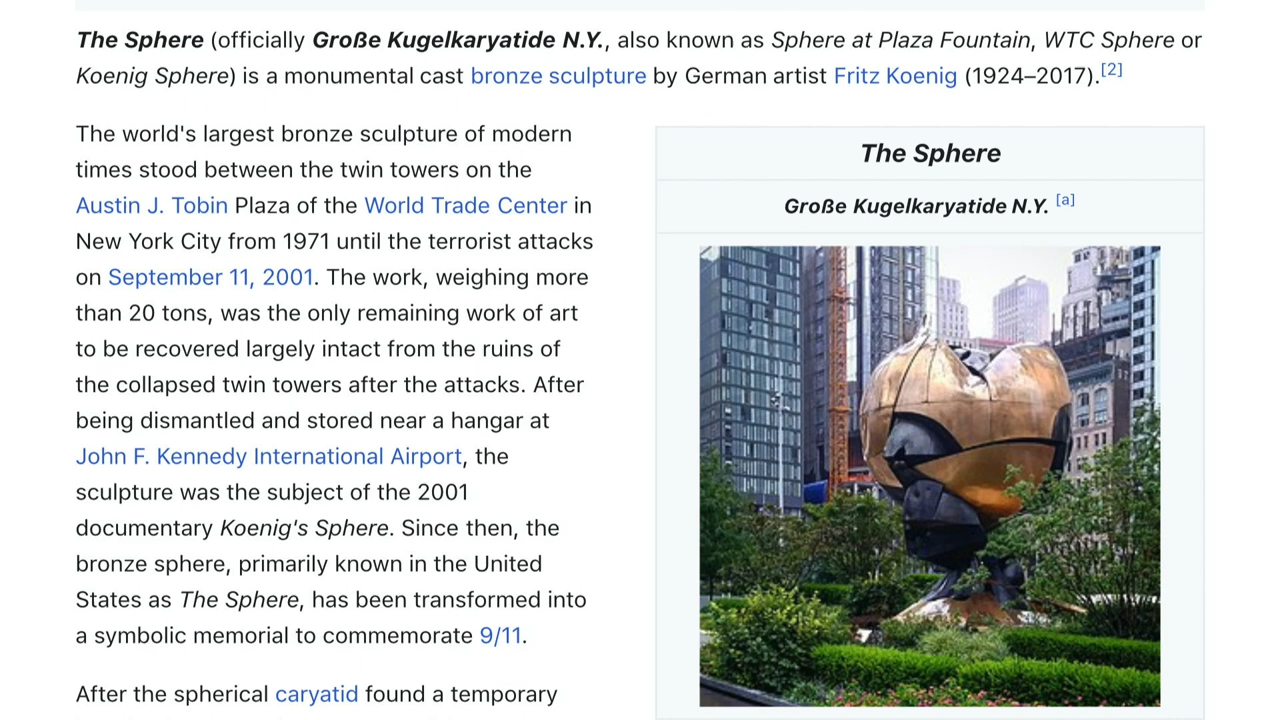 The Sphere (officially Große Kugelkaryatide N.Y., also known as Sphere at Plaza Fountain, WTC Sphere or
Koenig Sphere) is a monumental cast bronze sculpture by German artist Fritz Koenig (1924–2017).[2]
The world's largest bronze sculpture of modern
times stood between the twin towers on the
Austin J. Tobin Plaza of the World Trade Center in
New York City from 1971 until the terrorist attacks
on September 11, 2001. The work, weighing more
than 20 tons, was the only remaining work of art
to be recovered largely intact from the ruins of
the collapsed twin towers after the attacks. After
being dismantled and stored near a hangar at
John F. Kennedy International Airport, the
sculpture was the subject of the 2001
documentary Koenig's Sphere. Since then, the
bronze sphere, primarily known in the United
States as The Sphere, has been transformed into
a symbolic memorial to commemorate 9/11.
After the spherical caryatid found a temporary
The Sphere
Große Kugelkaryatide N.Y. [a]